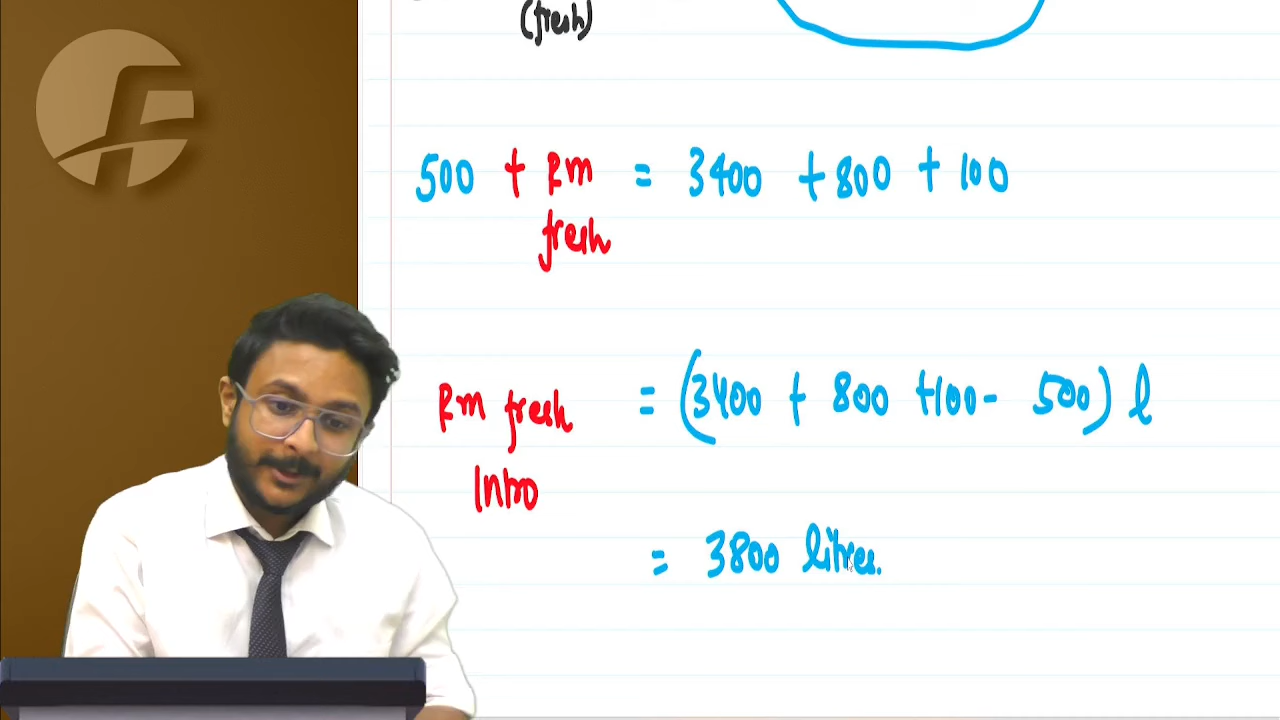 (fresh)
500 + Rm = 3400 + 800 + 100
fresh
Rm fresh = (3400 + 800 +100 - 500) l
Intro
= 3800 litres.